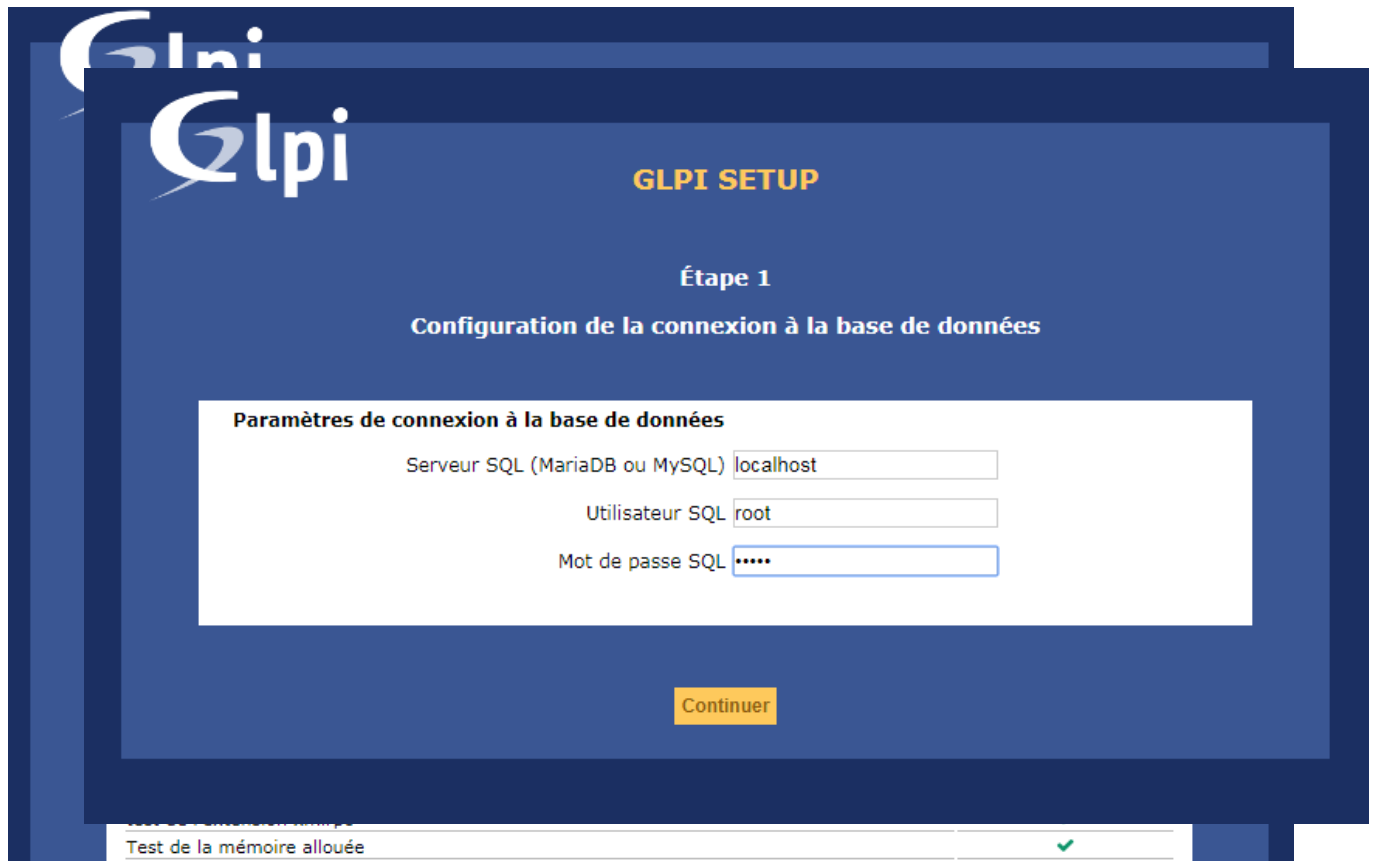 Glpi
Glpi
GLPI SETUP
Étape 1
Configuration de la connexion à la base de données
Paramètres de connexion à la base de données
Serveur SQL (MariaDB ou MySQL) localhost
Utilisateur SQL root
Mot de passe SQL •••••
Continuer
Test de la mémoire allouée